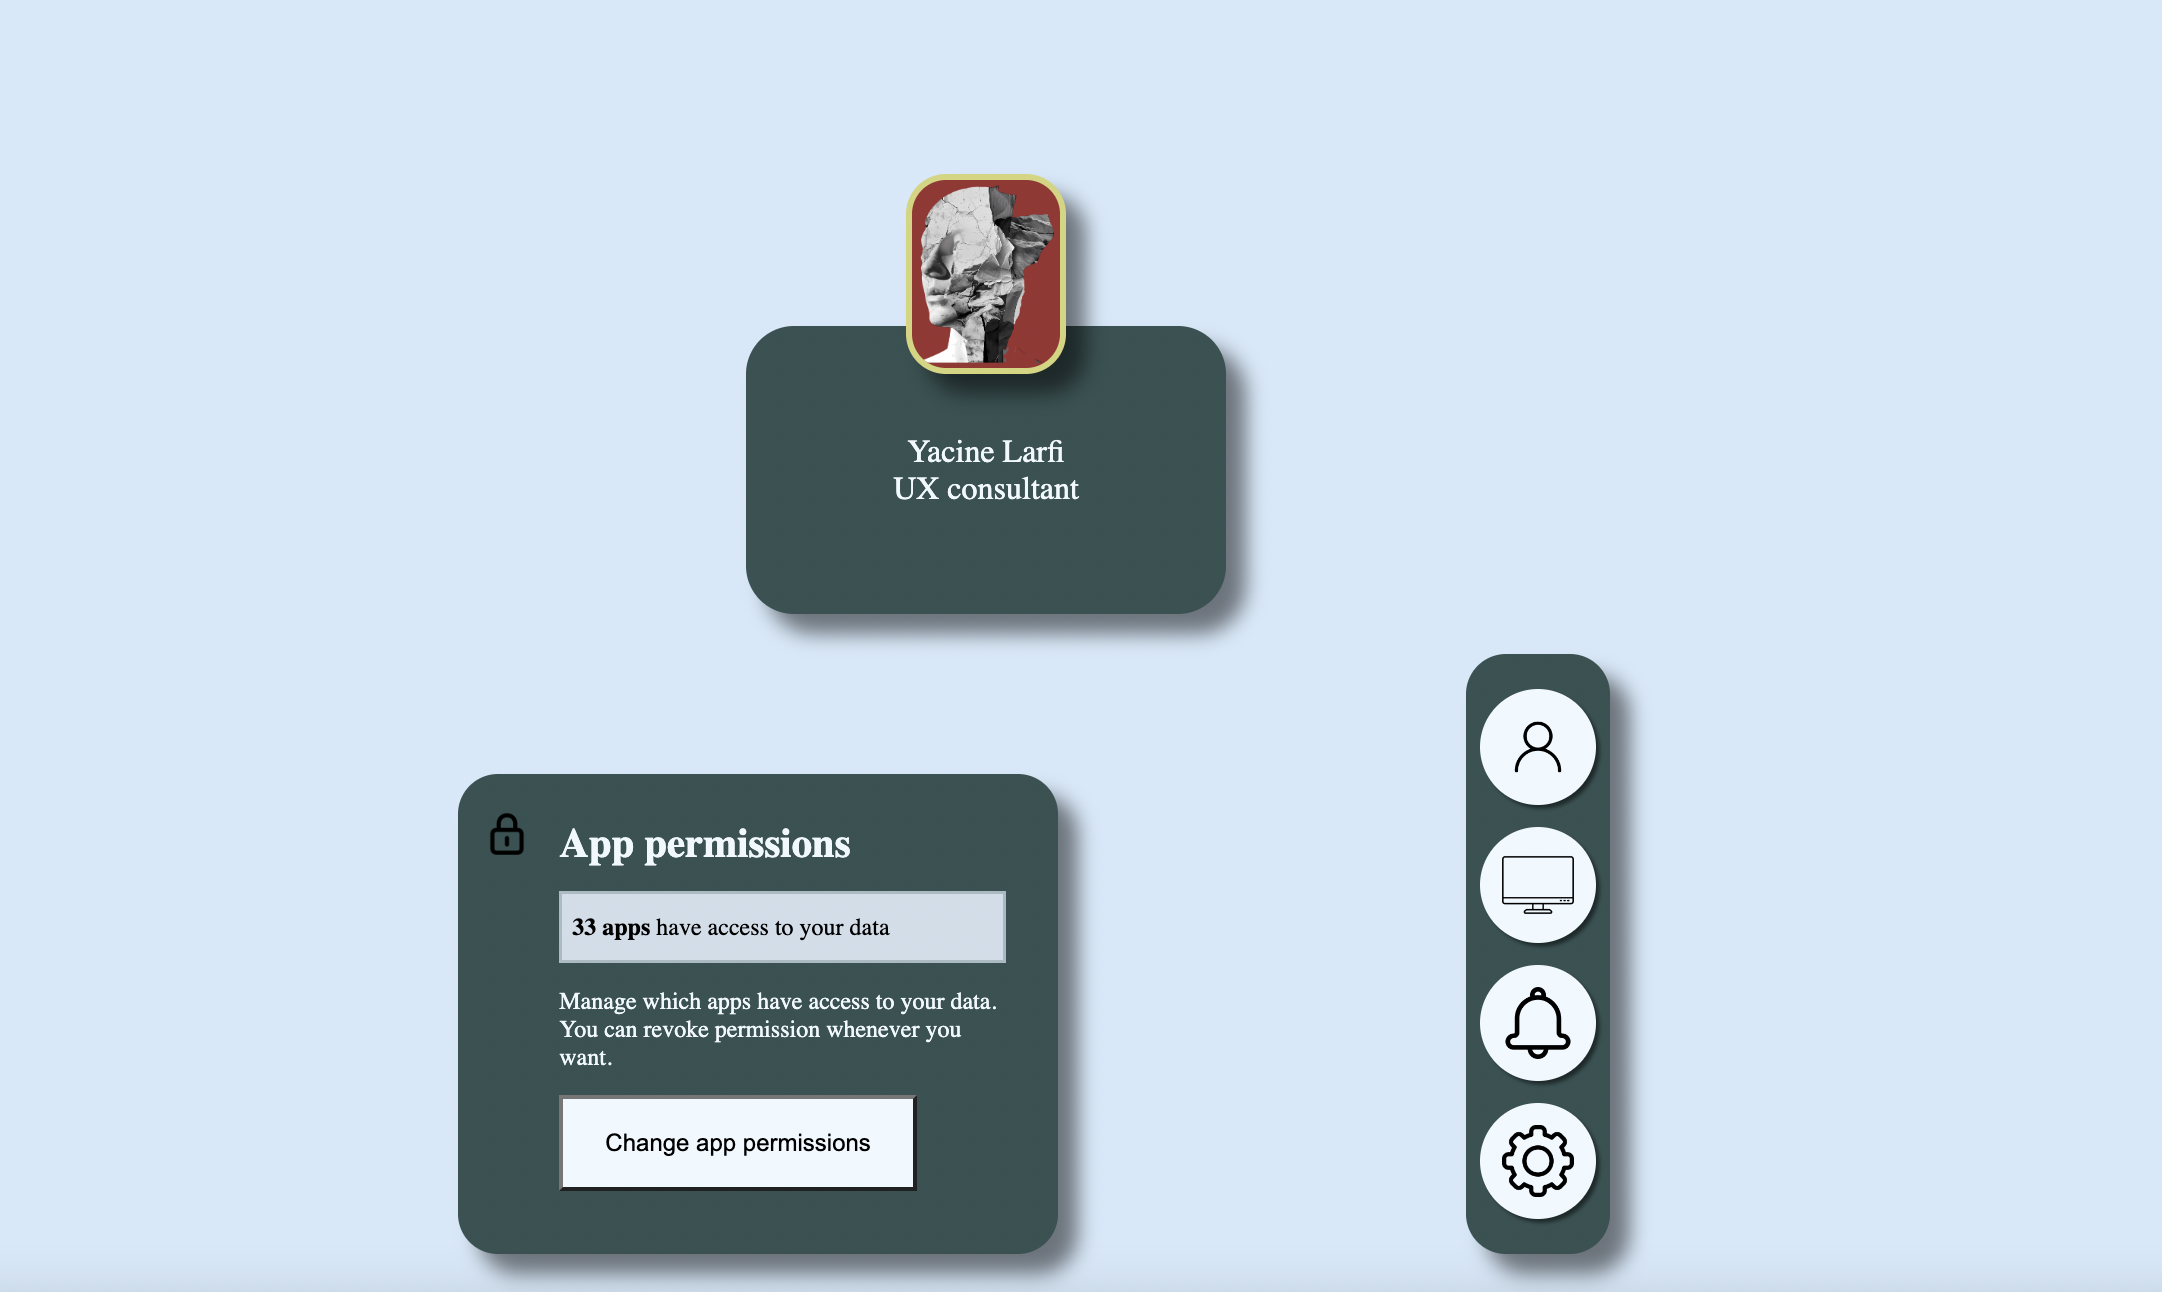 Yacine Larfi
UX consultant
App permissions
33 apps have access to your data
Manage which apps have access to your data.
You can revoke permission whenever you
want.
Change app permissions